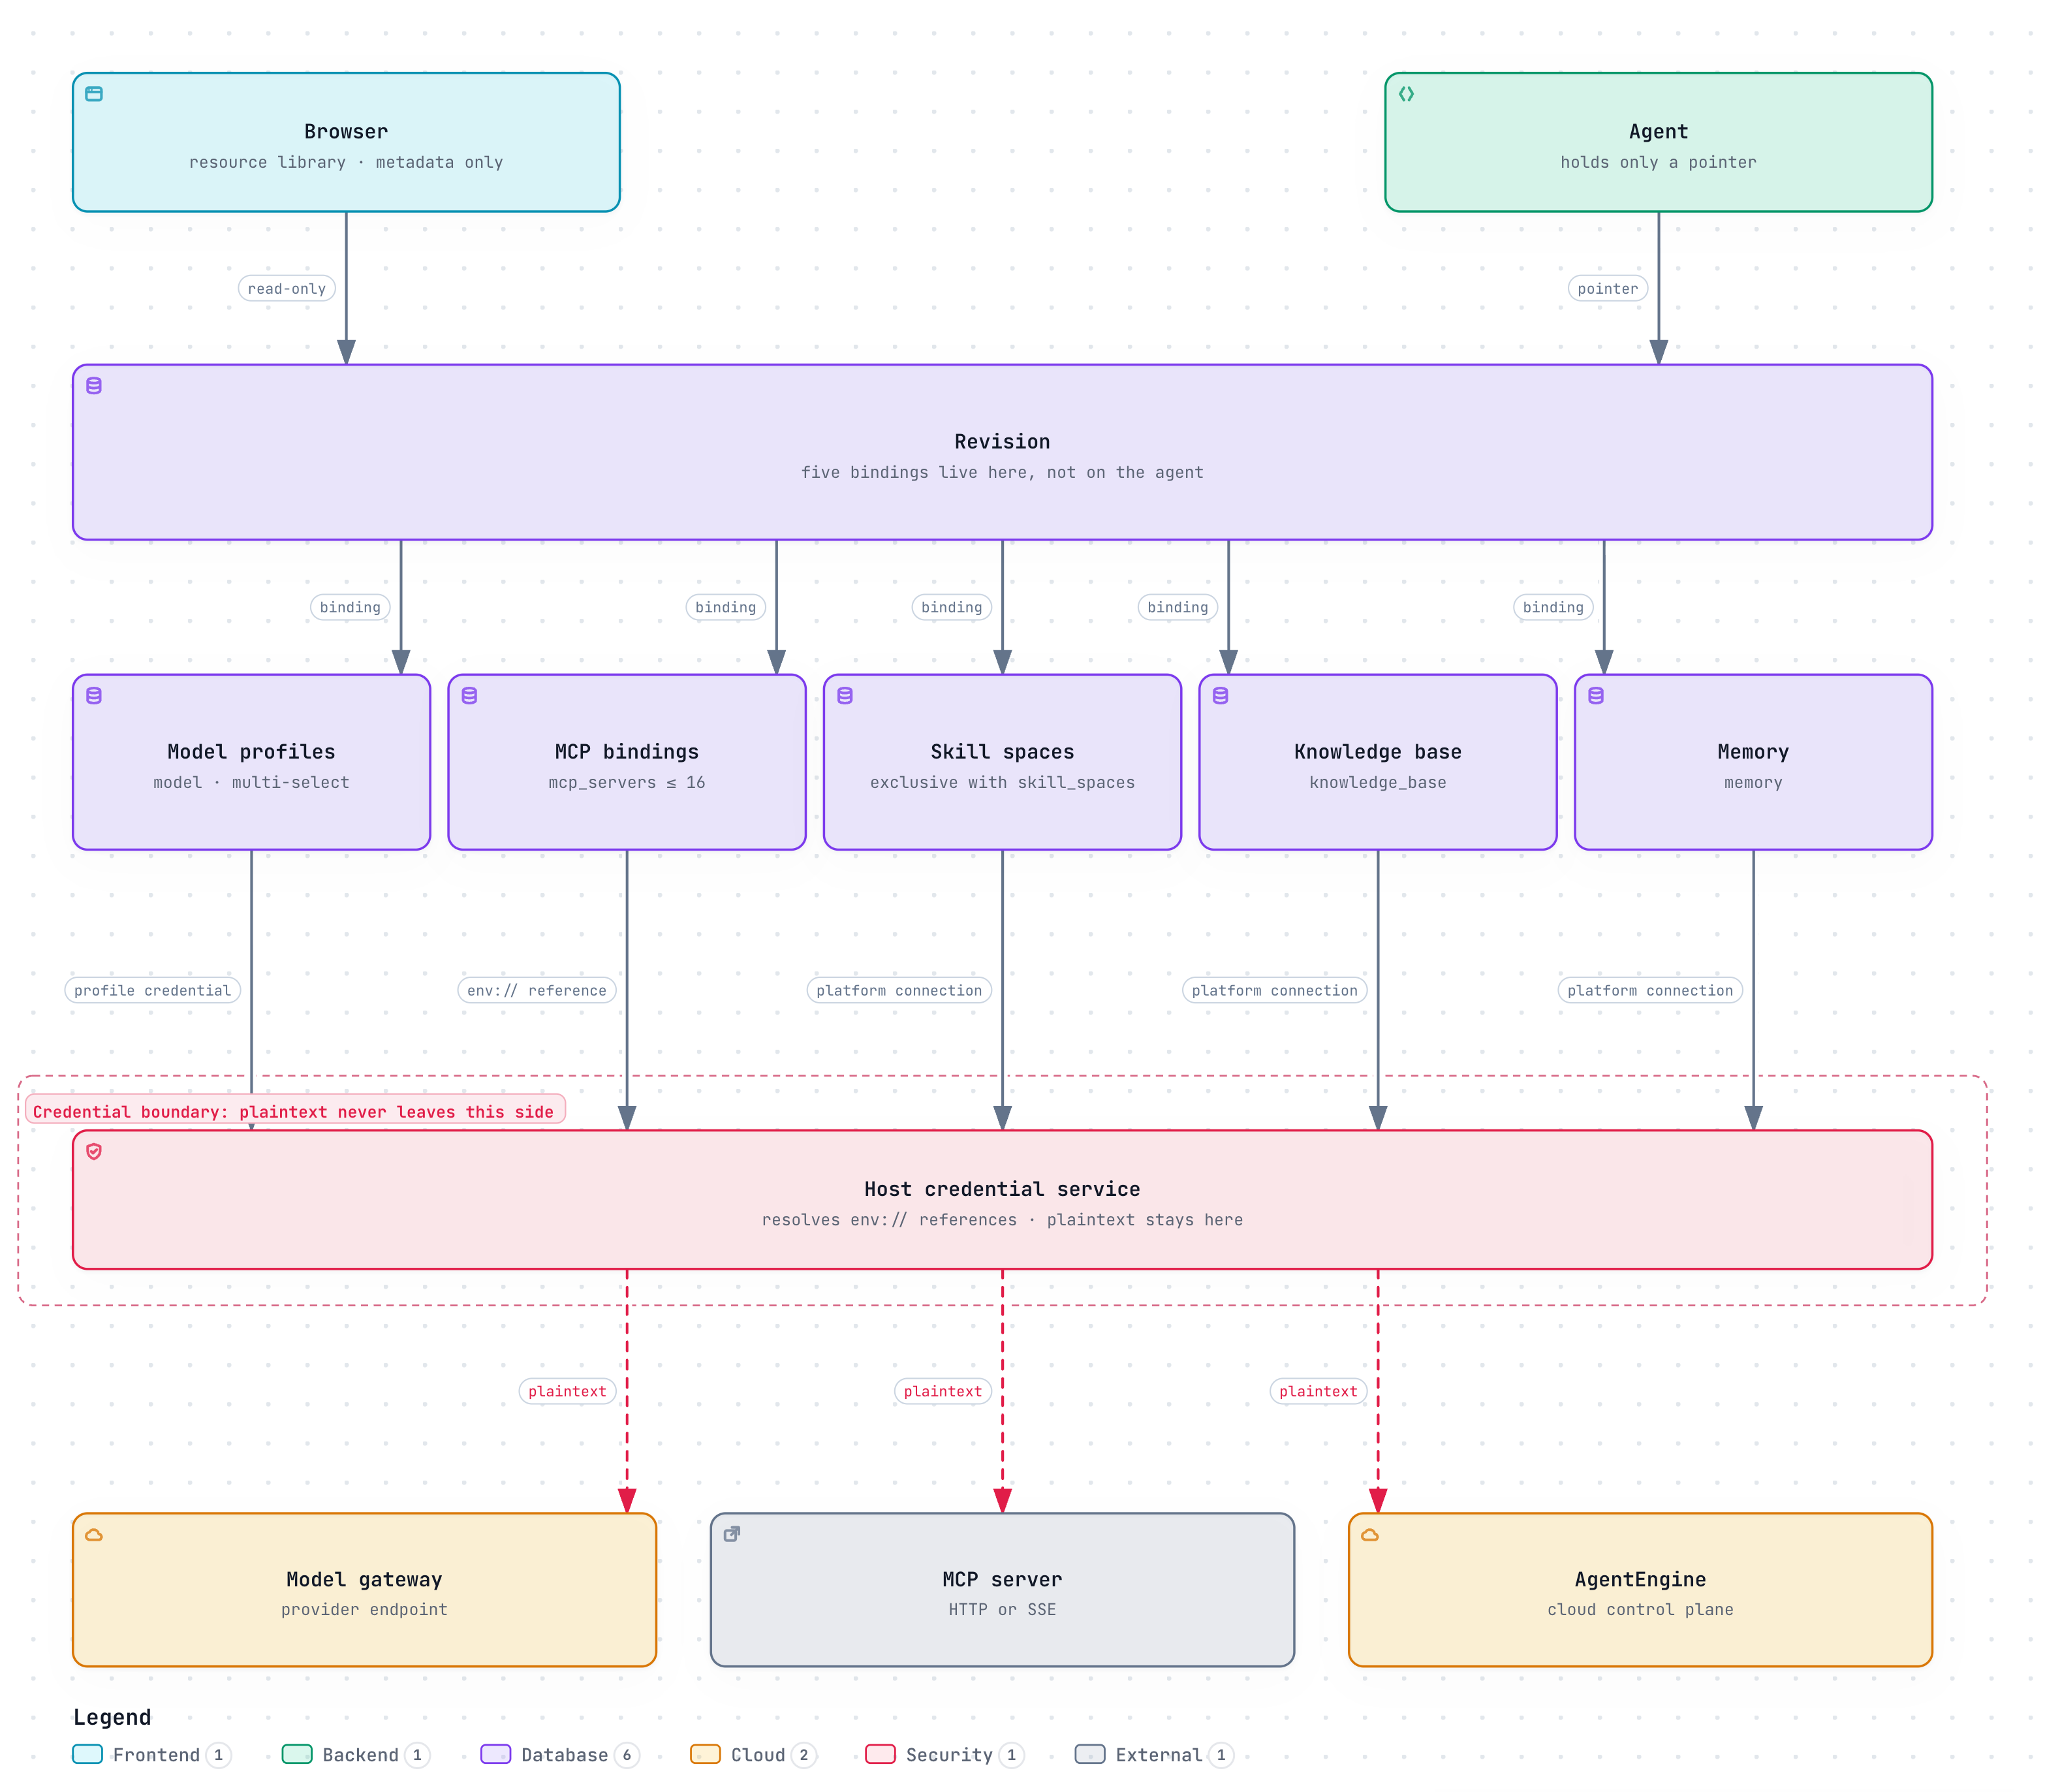 Browser
resource library · metadata only
Agent
holds only a pointer
read-only
pointer
Revision
five bindings live here, not on the agent
binding
binding
binding
binding
binding
Model profiles
model · multi-select
MCP bindings
mcp_servers ≤ 16
Skill spaces
exclusive with skill_spaces
Knowledge base
knowledge_base
Memory
memory
profile credential
env:// reference
platform connection
platform connection
platform connection
Credential boundary: plaintext never leaves this side
Host credential service
resolves env:// references · plaintext stays here
plaintext
plaintext
plaintext
Model gateway
provider endpoint
MCP server
HTTP or SSE
AgentEngine
cloud control plane
Legend
Frontend 1
Backend 1
Database 6
Cloud 2
Security 1
External 1